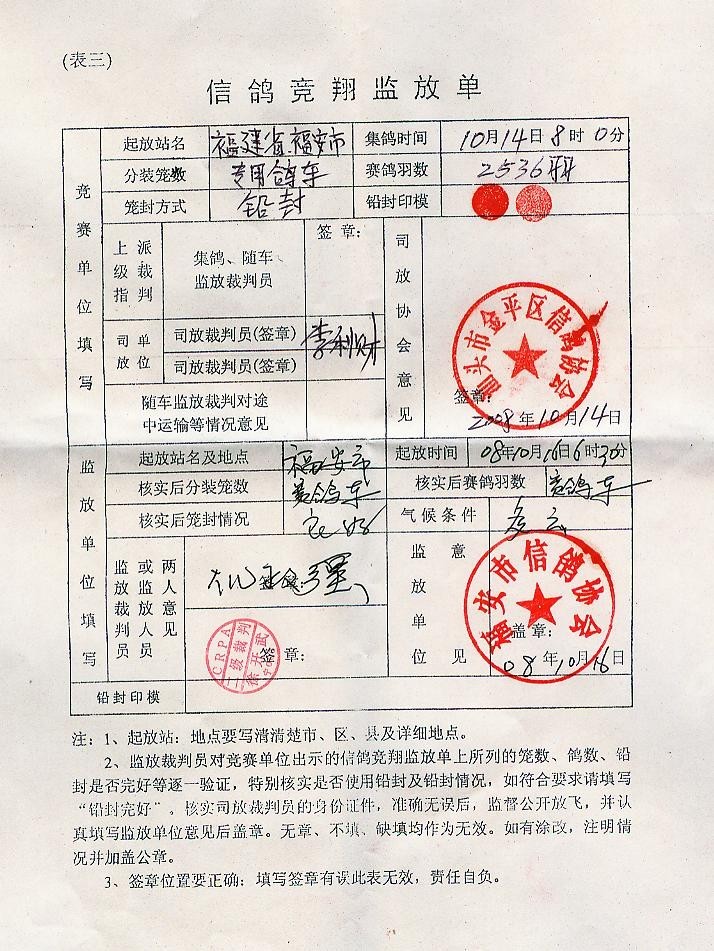 (表三)
信鸽竞翔监放单
竞赛单位填写
起放站名 福建省福安市 集鸽时间 10月14日8时0分
分装笼数 专用鸽车 赛鸽羽数 2536羽
笼封方式 铅封 铅封印模
上级指派裁判
集鸽、随车监放裁判员
签章:
司放单位
司放裁判员(签章) 李利财
司放裁判员(签章)
随车监放裁判对途中运输等情况意见
司放协会意见
汕头市金平区信鸽协会
签章:
2008年10月14日
监放单位填写
起放站名及地点 福安市 起放时间 08年10月16日6时30分
核实后分装笼数 赛鸽车 核实后赛鸽羽数 赛鸽车
核实后笼封情况 完好 气候条件 多云
监放裁判员或监放人员两人意见
CRPA
二级裁判
徐开武
签章:
监放单位意见
福安市信鸽协会
盖章:
08年10月16日
铅封印模
注:1、起放站:地点要写清清楚市、区、县及详细地点。
2、监放裁判员对竞赛单位出示的信鸽竞翔监放单上所列的笼数、鸽数、铅
封是否完好等逐一验证,特别核实是否使用铅封及铅封情况,如符合要求请填写
“铅封完好”。核实司放裁判员的身份证件,准确无误后,监督公开放飞,并认
真填写监放单位意见后盖章。无章、不填、缺填均作为无效。如有涂改,注明情
况并加盖公章。
3、签章位置要正确;填写签章有误此表无效,责任自负。